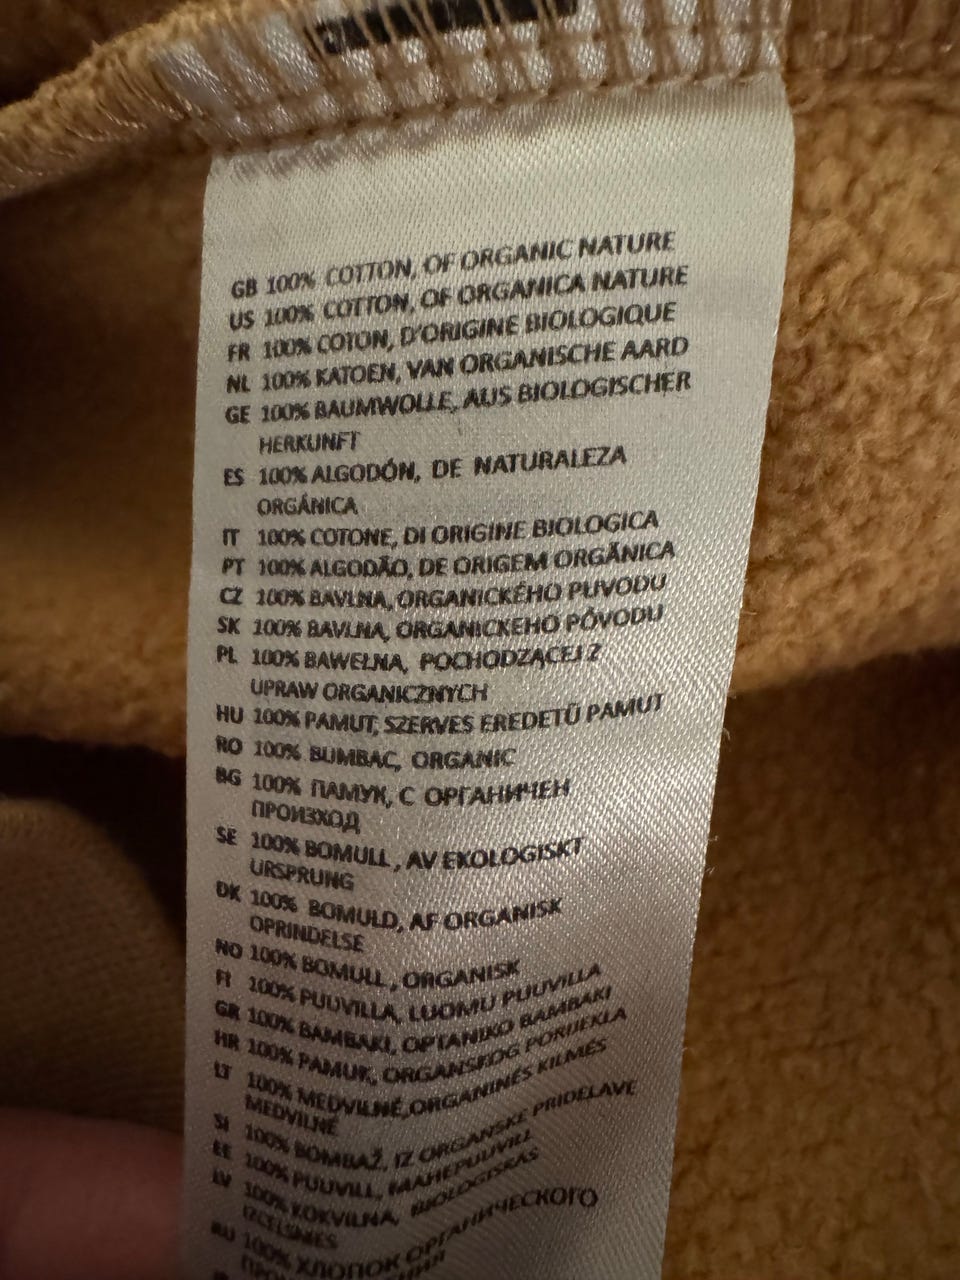 GB 100% COTTON, OF ORGANIC NATURE
US 100% COTTON, OF ORGANICA NATURE
FR 100% COTON, D'ORIGINE BIOLOGIQUE
NL 100% KATOEN, VAN ORGANISCHE AARD
GE 100% BAUMWOLLE, AUS BIOLOGISCHER
HERKUNFT
ES 100% ALGODÓN, DE NATURALEZA
ORGÁNICA
IT 100% COTONE, DI ORIGINE BIOLOGICA
PT 100% ALGODÃO, DE ORIGEM ORGÃNICA
CZ 100% BAVLNA, ORGANICKÉHO PUVODU
SK 100% BAVLNA, ORGANICKEHO PÔVODU
PL 100% BAWEŁNA, POCHODZĄCEJ Z
UPRAW ORGANICZNYCH
HU 100% PAMUT, SZERVES EREDETŰ PAMUT
RO 100% BUMBAC, ORGANIC
BG 100% ПАМУК, С ОРГАНИЧЕН
ПРОИЗХОД
SE 100% BOMULL, AV EKOLOGISKT
URSPRUNG
DK 100% BOMULD, AF ORGANISK
OPRINDELSE
NO 100% BOMULL, ORGANISK
FI 100% PUUVILLA, LUOMU PUUVILLA
GR 100% BAMBAKI, OPTANIKO BAMBAKI
HR 100% PAMUK, ORGANSKOG PORIJEKLA
LT 100% MEDVILNĖ, ORGANINĖS KILMĖS
MEDVILNĖ
SI 100% BOMBAŽ, IZ ORGANSKE PRIDELAVE
EE 100% PUUVILL, MAHEPUUVILL
LV 100% KOKVILNA, BIOLOGISKAS
IZCELSMES
RU 100% ХЛОПОК ОРГАНИЧЕСКОГО